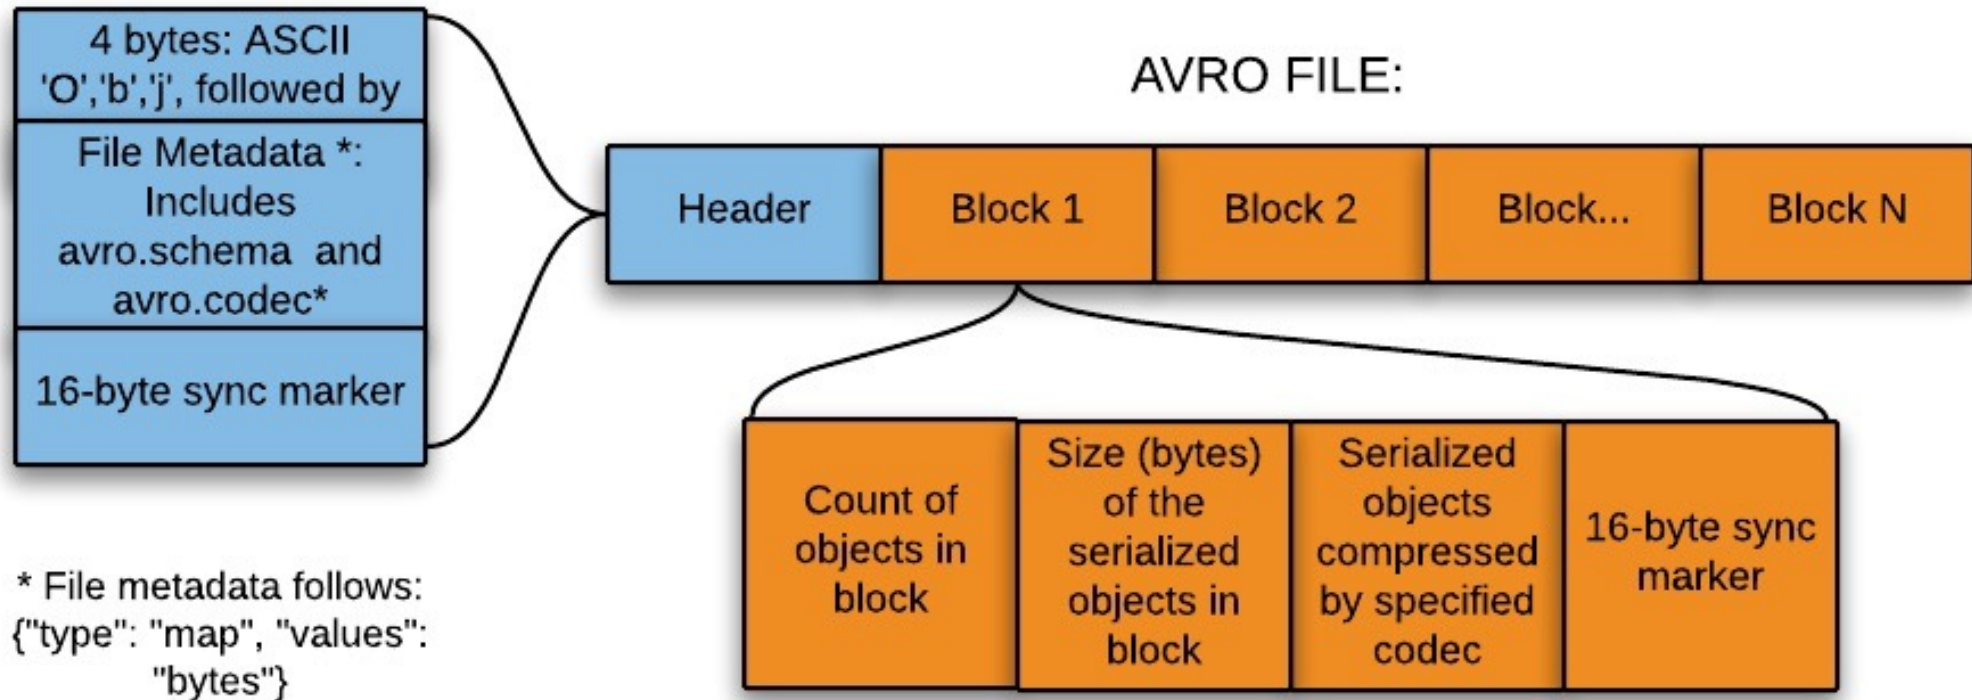 4 bytes: ASCII
'O','b','j', followed by
File Metadata *:
Includes
avro.schema  and
avro.codec*
16-byte sync marker
* File metadata follows:
{"type": "map", "values":
"bytes"}
AVRO FILE:
Header
Block 1
Block 2
Block...
Block N
Count of
objects in
block
Size (bytes)
of the
serialized
objects in
block
Serialized
objects
compressed
by specified
codec
16-byte sync
marker